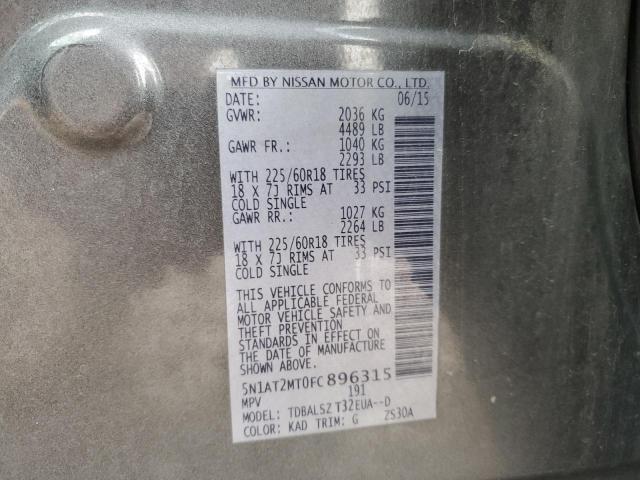 MFD BY NISSAN MOTOR CO., LTD.
DATE: 06/15
GVWR: 2036 KG
4489 LB
GAWR FR.: 1040 KG
2293 LB
WITH 225/60R18 TIRES
18 X 7J RIMS AT 33 PSI
COLD SINGLE
GAWR RR.: 1027 KG
2264 LB
WITH 225/60R18 TIRES
18 X 7J RIMS AT 33 PSI
COLD SINGLE
THIS VEHICLE CONFORMS TO
ALL APPLICABLE FEDERAL
MOTOR VEHICLE SAFETY AND
THEFT PREVENTION
STANDARDS IN EFFECT ON THE
DATE OF MANUFACTURE
SHOWN ABOVE.
5N1AT2MT0FC896315
MPV 191
MODEL: TDBALSZ T32EUA--D
COLOR: KAD TRIM: G ZS30A